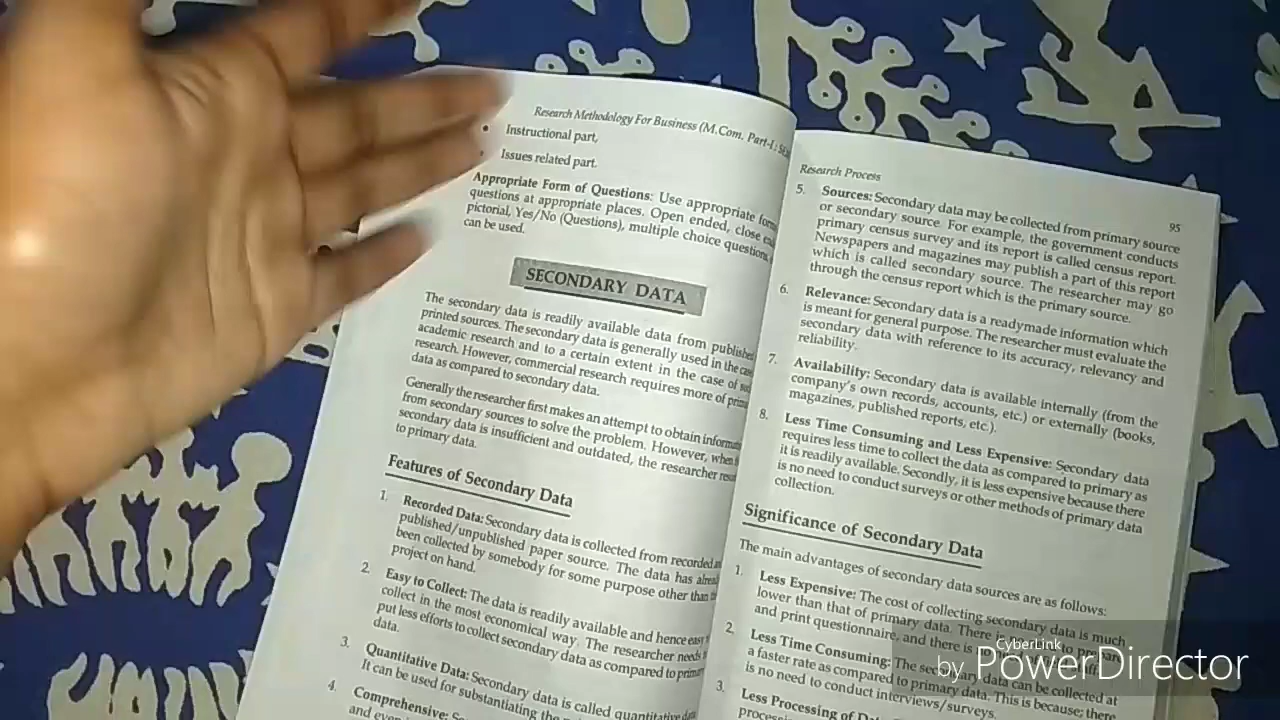 Research Methodology For Business (M.Com. Part-I:
• Instructional part,
• Issues related part.
Appropriate Form of Questions: Use appropriate
questions at appropriate places. Open ended, close
pictorial, Yes/No (Questions), multiple choice question
can be used.
SECONDARY DATA
The secondary data is readily available data from
printed sources. The secondary data is generally used in the
academic research and to a certain extent in the case of
research. However, commercial research requires more of
data as compared to secondary data.
Generally the researcher first makes an attempt to obtain
from secondary sources to solve the problem. However,
secondary data is insufficient and outdated, the researcher
to primary data.
Features of Secondary Data
1. Recorded Data: Secondary data is collected from recorded
published/unpublished paper source. The data has
been collected by somebody for some purpose other than
project on hand.
2. Easy to Collect: The data is readily available and hence easy
collect in the most economical way. The researcher needs
put less efforts to collect secondary data as compared to
data.
3. Quantitative Data: Secondary data is called quantitative
It can be used for substantiating the
4. Comprehensive:
and
Research Process
95
5. Sources: Secondary data may be collected from primary source
or secondary source. For example, the government conducts
primary census survey and its report is called census report.
Newspapers and magazines may publish a part of this report
which is called secondary source. The researcher may go
through the census report which is the primary source.
6. Relevance: Secondary data is a readymade information which
is meant for general purpose. The researcher must evaluate the
secondary data with reference to its accuracy, relevancy and
reliability.
7. Availability: Secondary data is available internally (from the
company's own records, accounts, etc.) or externally (books,
magazines, published reports, etc.).
8. Less Time Consuming and Less Expensive: Secondary data
requires less time to collect the data as compared to primary as
it is readily available. Secondly, it is less expensive because there
is no need to conduct surveys or other methods of primary data
collection.
Significance of Secondary Data
The main advantages of secondary data sources are as follows:
1. Less Expensive: The cost of collecting secondary data is much
lower than that of primary data. There is no need to prepare
and print questionnaire, and there is
2. Less Time Consuming: The secondary data can be collected at
a faster rate as compared to primary data. This is because; there
is no need to conduct interviews/surveys.
3. Less Processing of
CyberLink
by PowerDirector